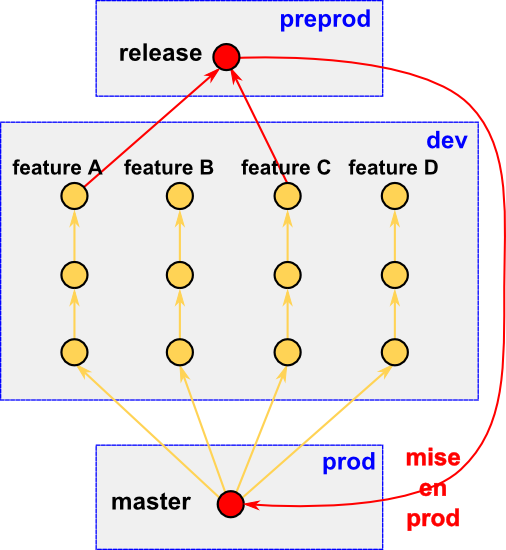 preprod
release
dev
feature A feature B feature C feature D
prod
master
mise
en
prod